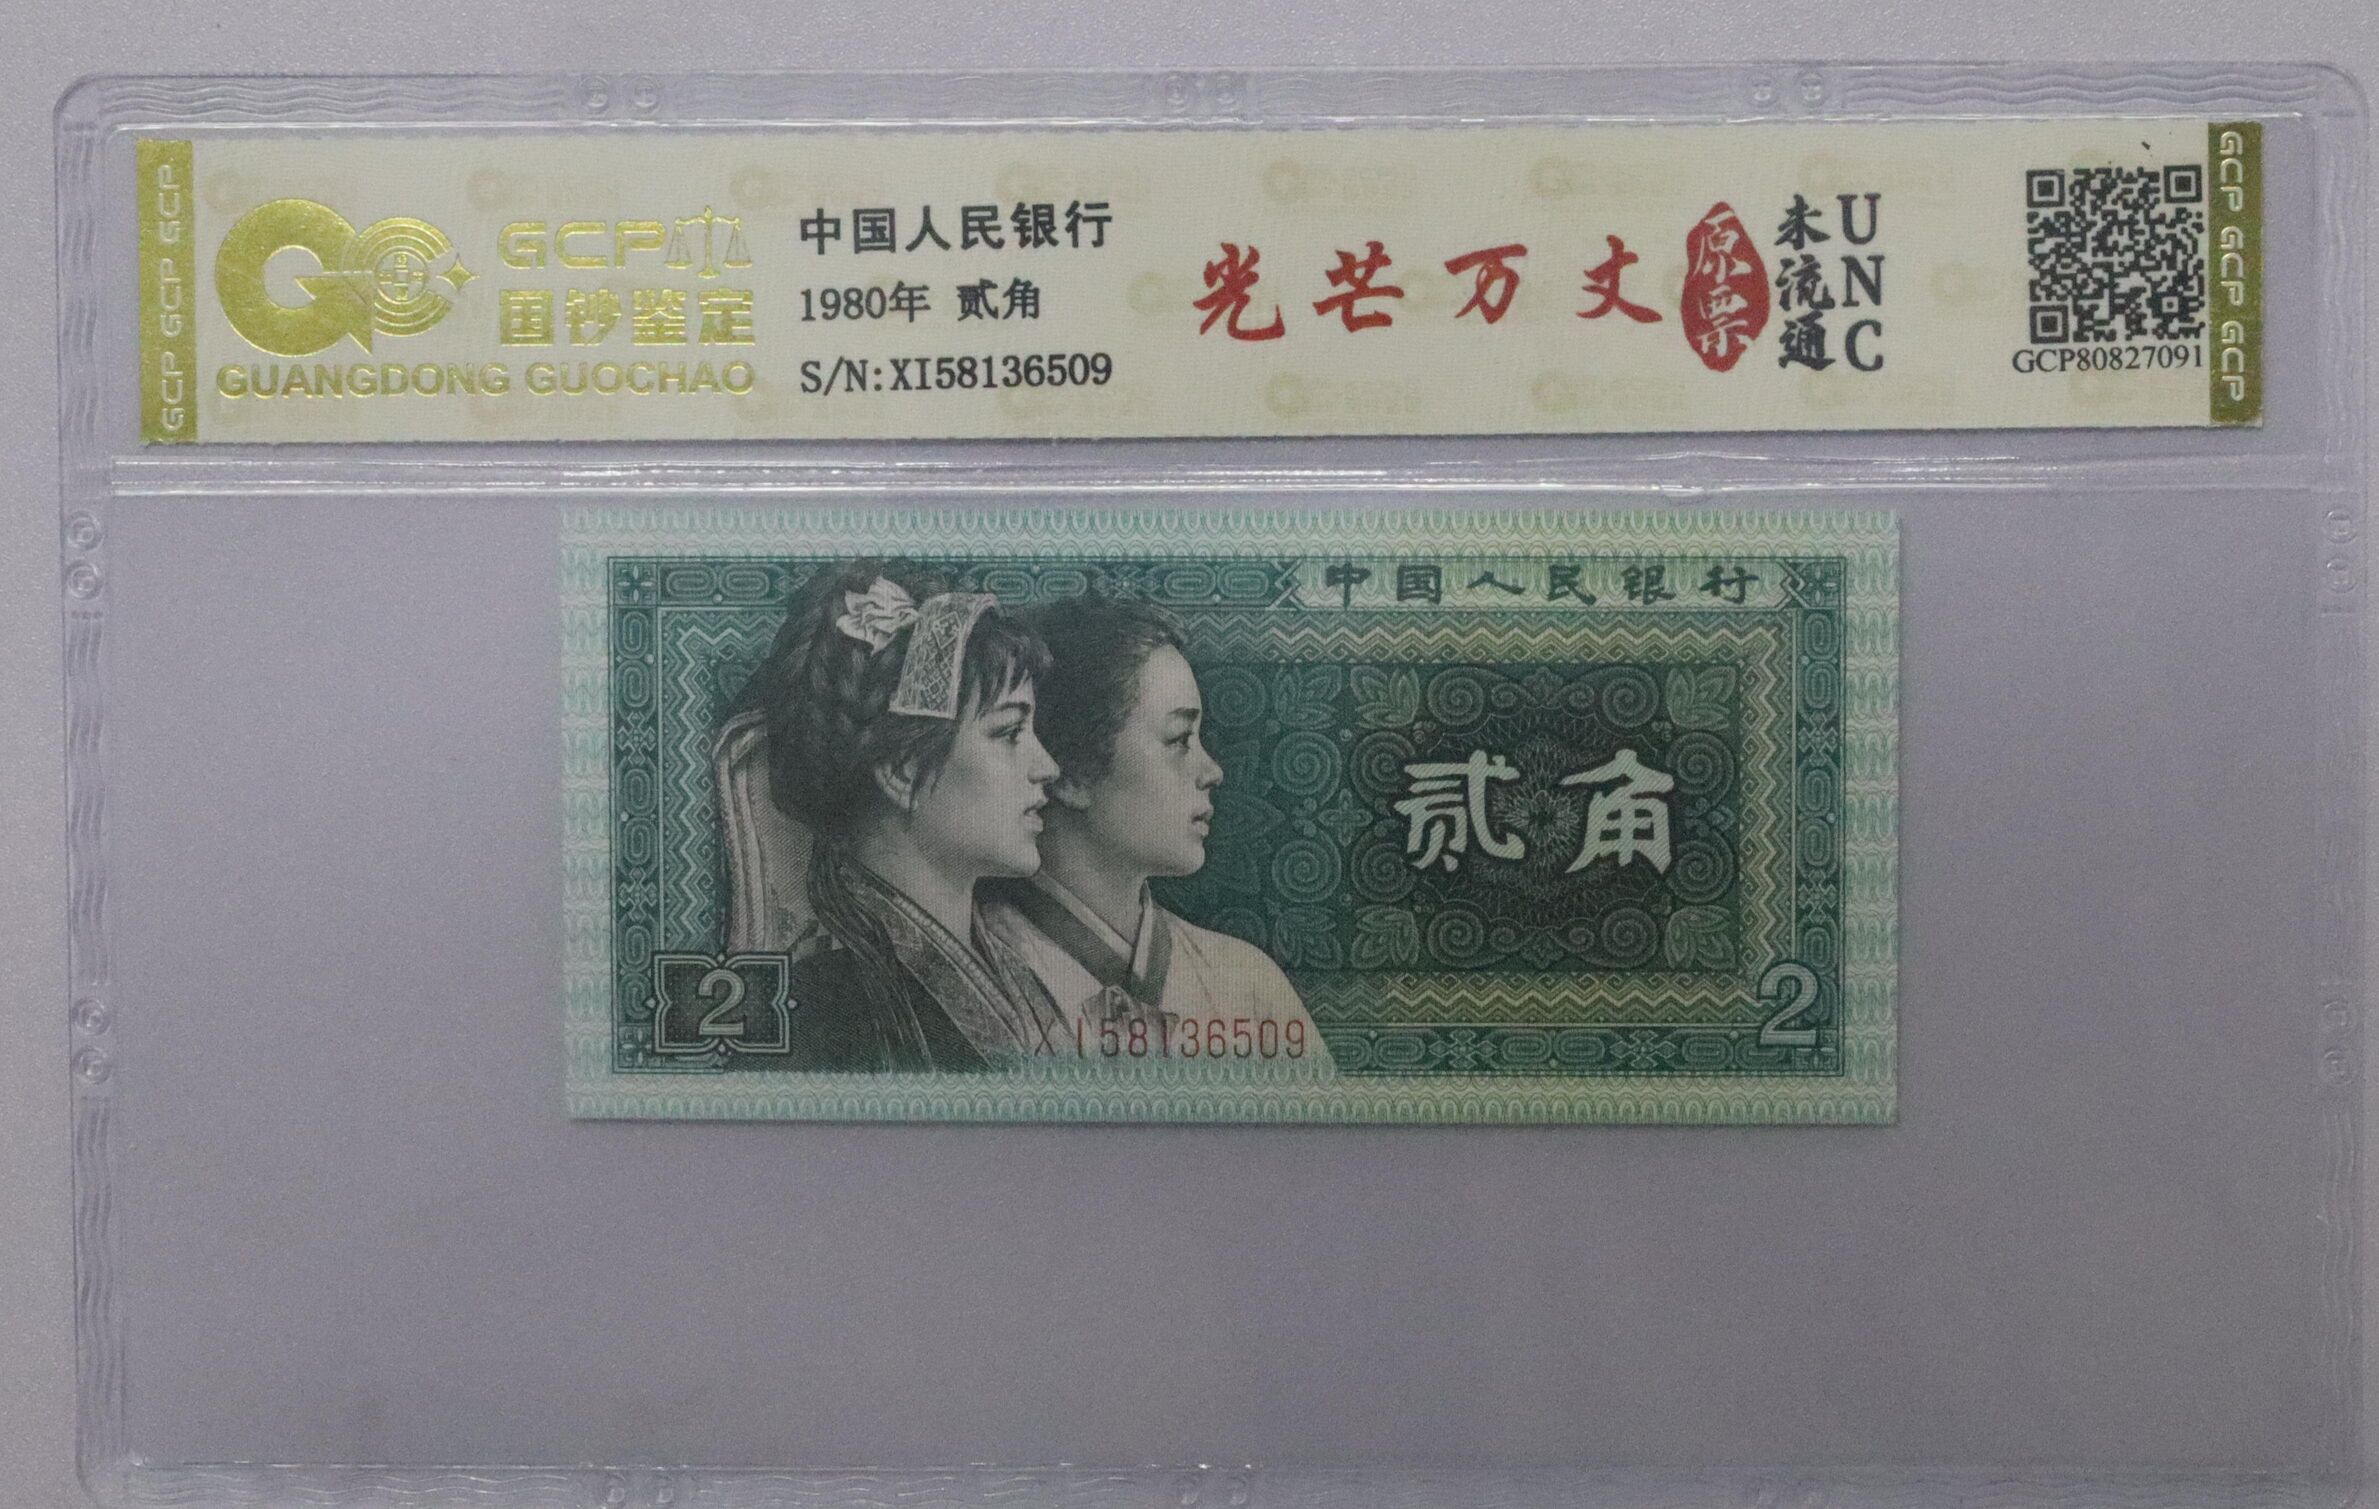 GCP GCP GCP
GCP
国钞鉴定
GUANGDONG GUOCHAO
中国人民银行
1980年 贰角
S/N:XI58136509
光芒万丈
原票
未流通
UNC
GCP80827091
GCP GCP GCP
中国人民银行
贰角
2
2
XI58136509